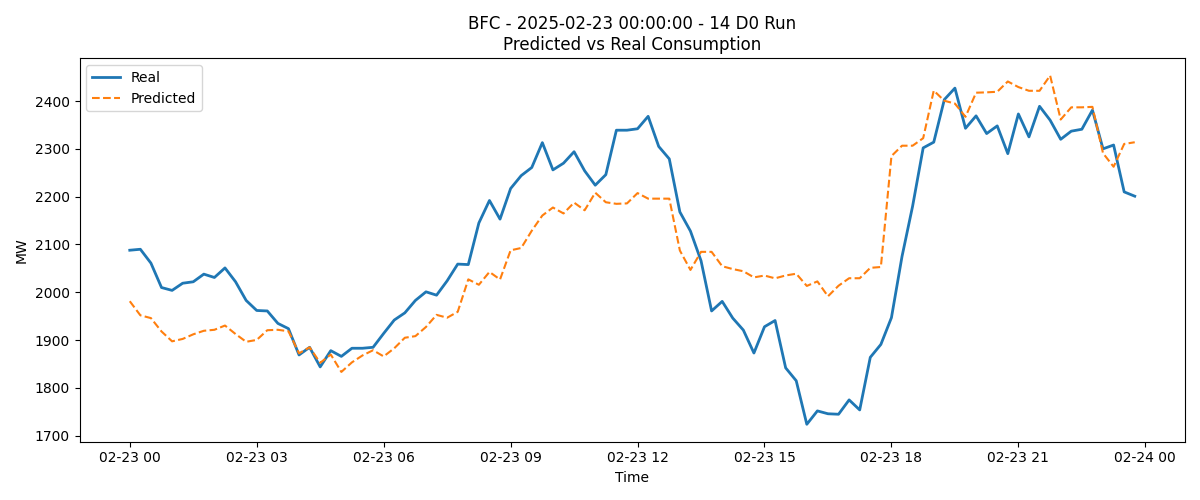 BFC - 2025-02-23 00:00:00 - 14 D0 Run
Predicted vs Real Consumption
Real
Predicted
MW
2400
2300
2200
2100
2000
1900
1800
1700
02-23 00
02-23 03
02-23 06
02-23 09
02-23 12
02-23 15
02-23 18
02-23 21
02-24 00
Time